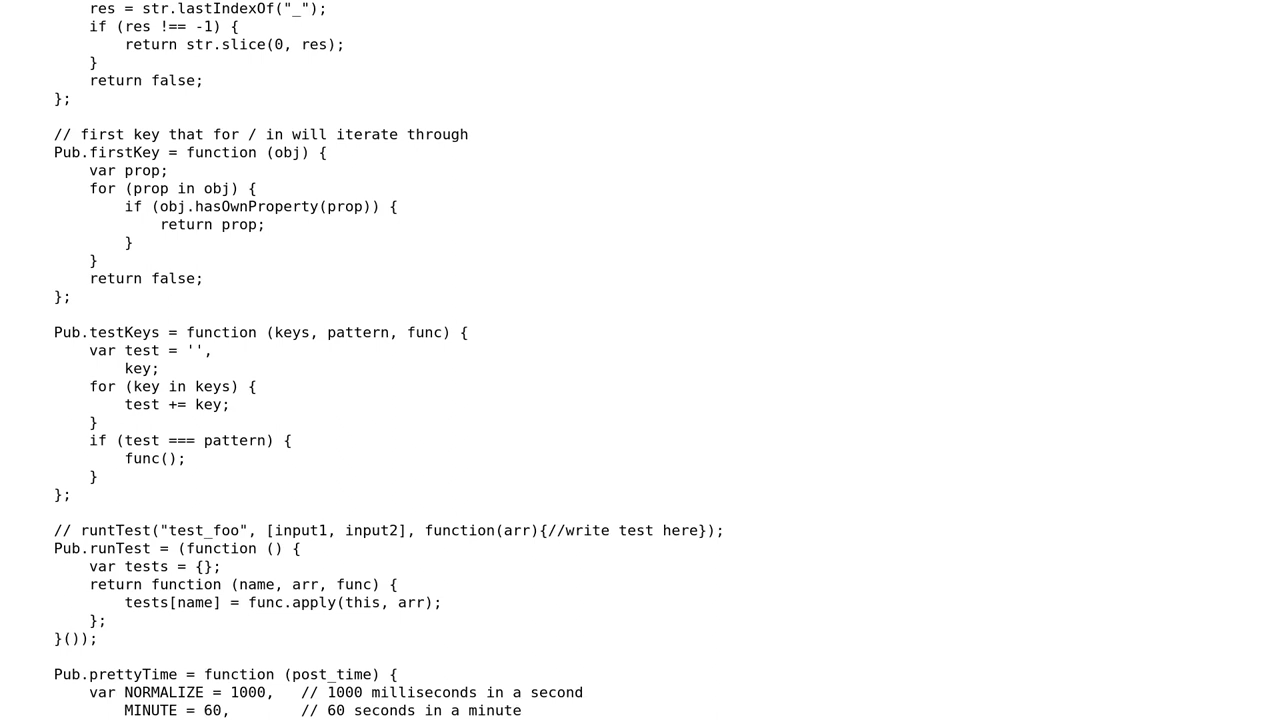 res = str.lastIndexOf("_");
    if (res !== -1) {
        return str.slice(0, res);
    }
    return false;
};

// first key that for / in will iterate through
Pub.firstKey = function (obj) {
    var prop;
    for (prop in obj) {
        if (obj.hasOwnProperty(prop)) {
            return prop;
        }
    }
    return false;
};

Pub.testKeys = function (keys, pattern, func) {
    var test = '',
        key;
    for (key in keys) {
        test += key;
    }
    if (test === pattern) {
        func();
    }
};

// runtTest("test_foo", [input1, input2], function(arr){//write test here});
Pub.runTest = (function () {
    var tests = {};
    return function (name, arr, func) {
        tests[name] = func.apply(this, arr);
    };
}());

Pub.prettyTime = function (post_time) {
    var NORMALIZE = 1000,   // 1000 milliseconds in a second
        MINUTE = 60,        // 60 seconds in a minute